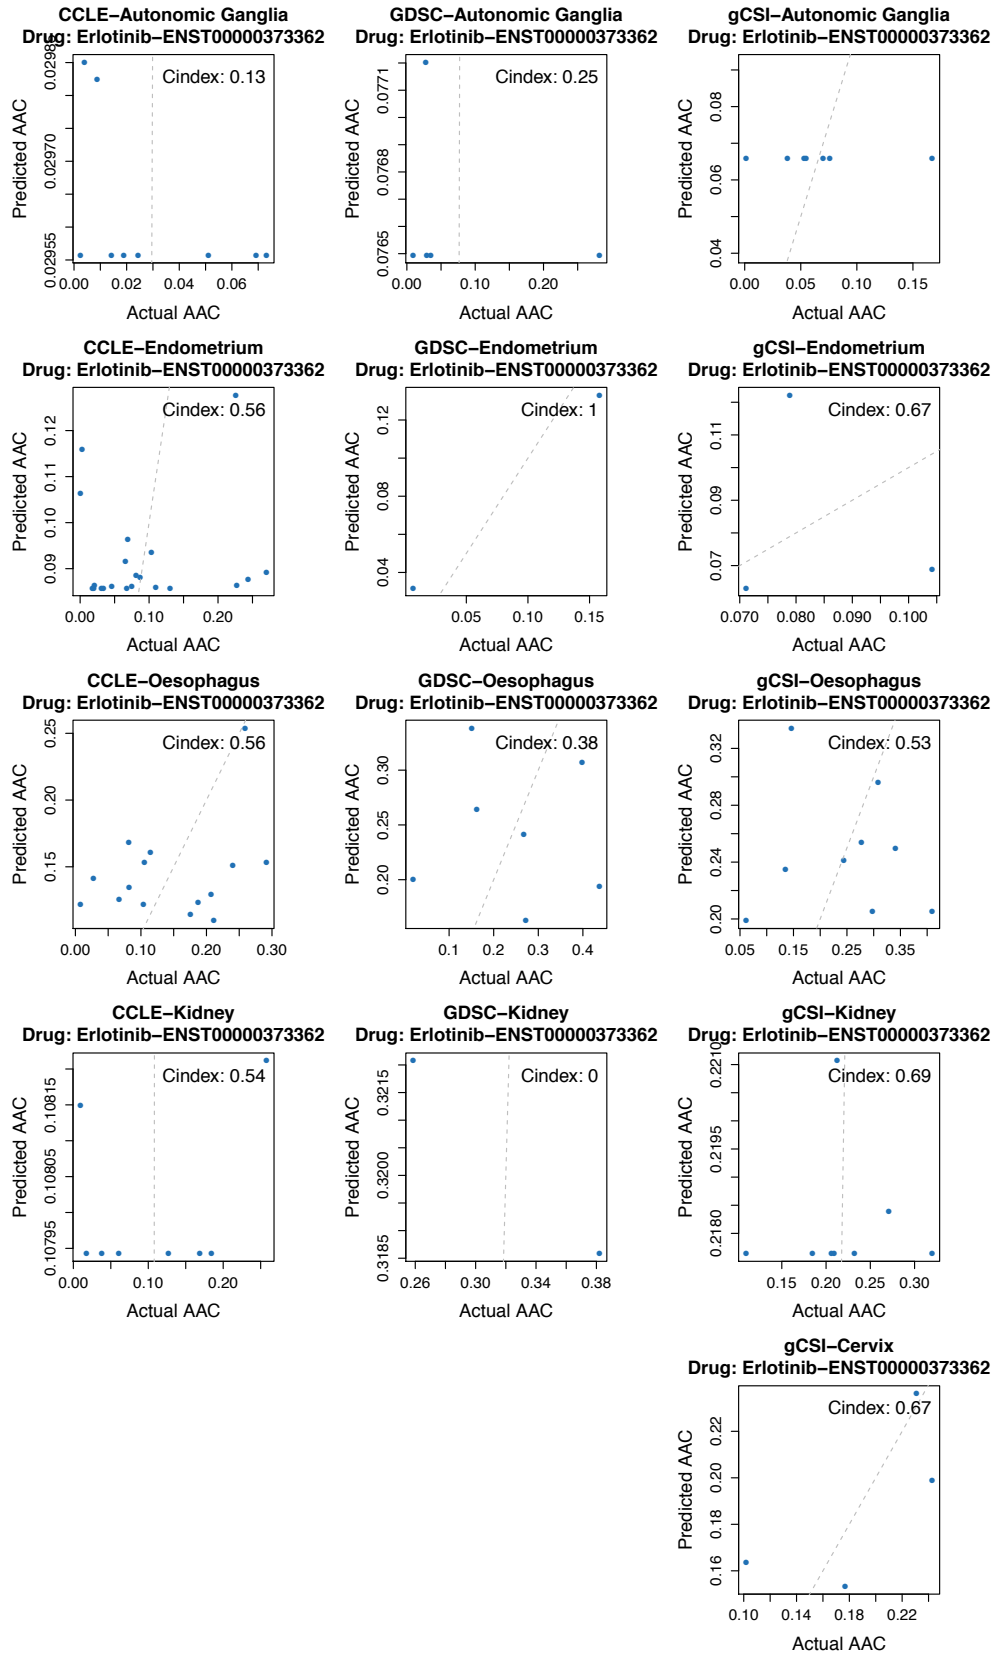 CCLE–Autonomic Ganglia
Drug: Erlotinib–ENST00000373362
Cindex: 0.13
Predicted AAC
0.02955 0.02970 0.02985
0.00 0.02 0.04 0.06
Actual AAC
GDSC–Autonomic Ganglia
Drug: Erlotinib–ENST00000373362
Cindex: 0.25
Predicted AAC
0.0765 0.0768 0.0771
0.00 0.10 0.20
Actual AAC
gCSI–Autonomic Ganglia
Drug: Erlotinib–ENST00000373362
Predicted AAC
0.04 0.06 0.08
0.00 0.05 0.10 0.15
Actual AAC
CCLE–Endometrium
Drug: Erlotinib–ENST00000373362
Cindex: 0.56
Predicted AAC
0.09 0.10 0.11 0.12
0.00 0.10 0.20
Actual AAC
GDSC–Endometrium
Drug: Erlotinib–ENST00000373362
Cindex: 1
Predicted AAC
0.04 0.08 0.12
0.05 0.10 0.15
Actual AAC
gCSI–Endometrium
Drug: Erlotinib–ENST00000373362
Cindex: 0.67
Predicted AAC
0.07 0.09 0.11
0.070 0.080 0.090 0.100
Actual AAC
CCLE–Oesophagus
Drug: Erlotinib–ENST00000373362
Cindex: 0.56
Predicted AAC
0.15 0.20 0.25
0.00 0.10 0.20 0.30
Actual AAC
GDSC–Oesophagus
Drug: Erlotinib–ENST00000373362
Cindex: 0.38
Predicted AAC
0.20 0.25 0.30
0.1 0.2 0.3 0.4
Actual AAC
gCSI–Oesophagus
Drug: Erlotinib–ENST00000373362
Cindex: 0.53
Predicted AAC
0.20 0.24 0.28 0.32
0.05 0.15 0.25 0.35
Actual AAC
CCLE–Kidney
Drug: Erlotinib–ENST00000373362
Cindex: 0.54
Predicted AAC
0.10795 0.10805 0.10815
0.00 0.10 0.20
Actual AAC
GDSC–Kidney
Drug: Erlotinib–ENST00000373362
Cindex: 0
Predicted AAC
0.3185 0.3200 0.3215
0.26 0.30 0.34 0.38
Actual AAC
gCSI–Kidney
Drug: Erlotinib–ENST00000373362
Cindex: 0.69
Predicted AAC
0.2180 0.2195 0.2210
0.15 0.20 0.25 0.30
Actual AAC
gCSI–Cervix
Drug: Erlotinib–ENST00000373362
Cindex: 0.67
Predicted AAC
0.16 0.18 0.20 0.22
0.10 0.14 0.18 0.22
Actual AAC